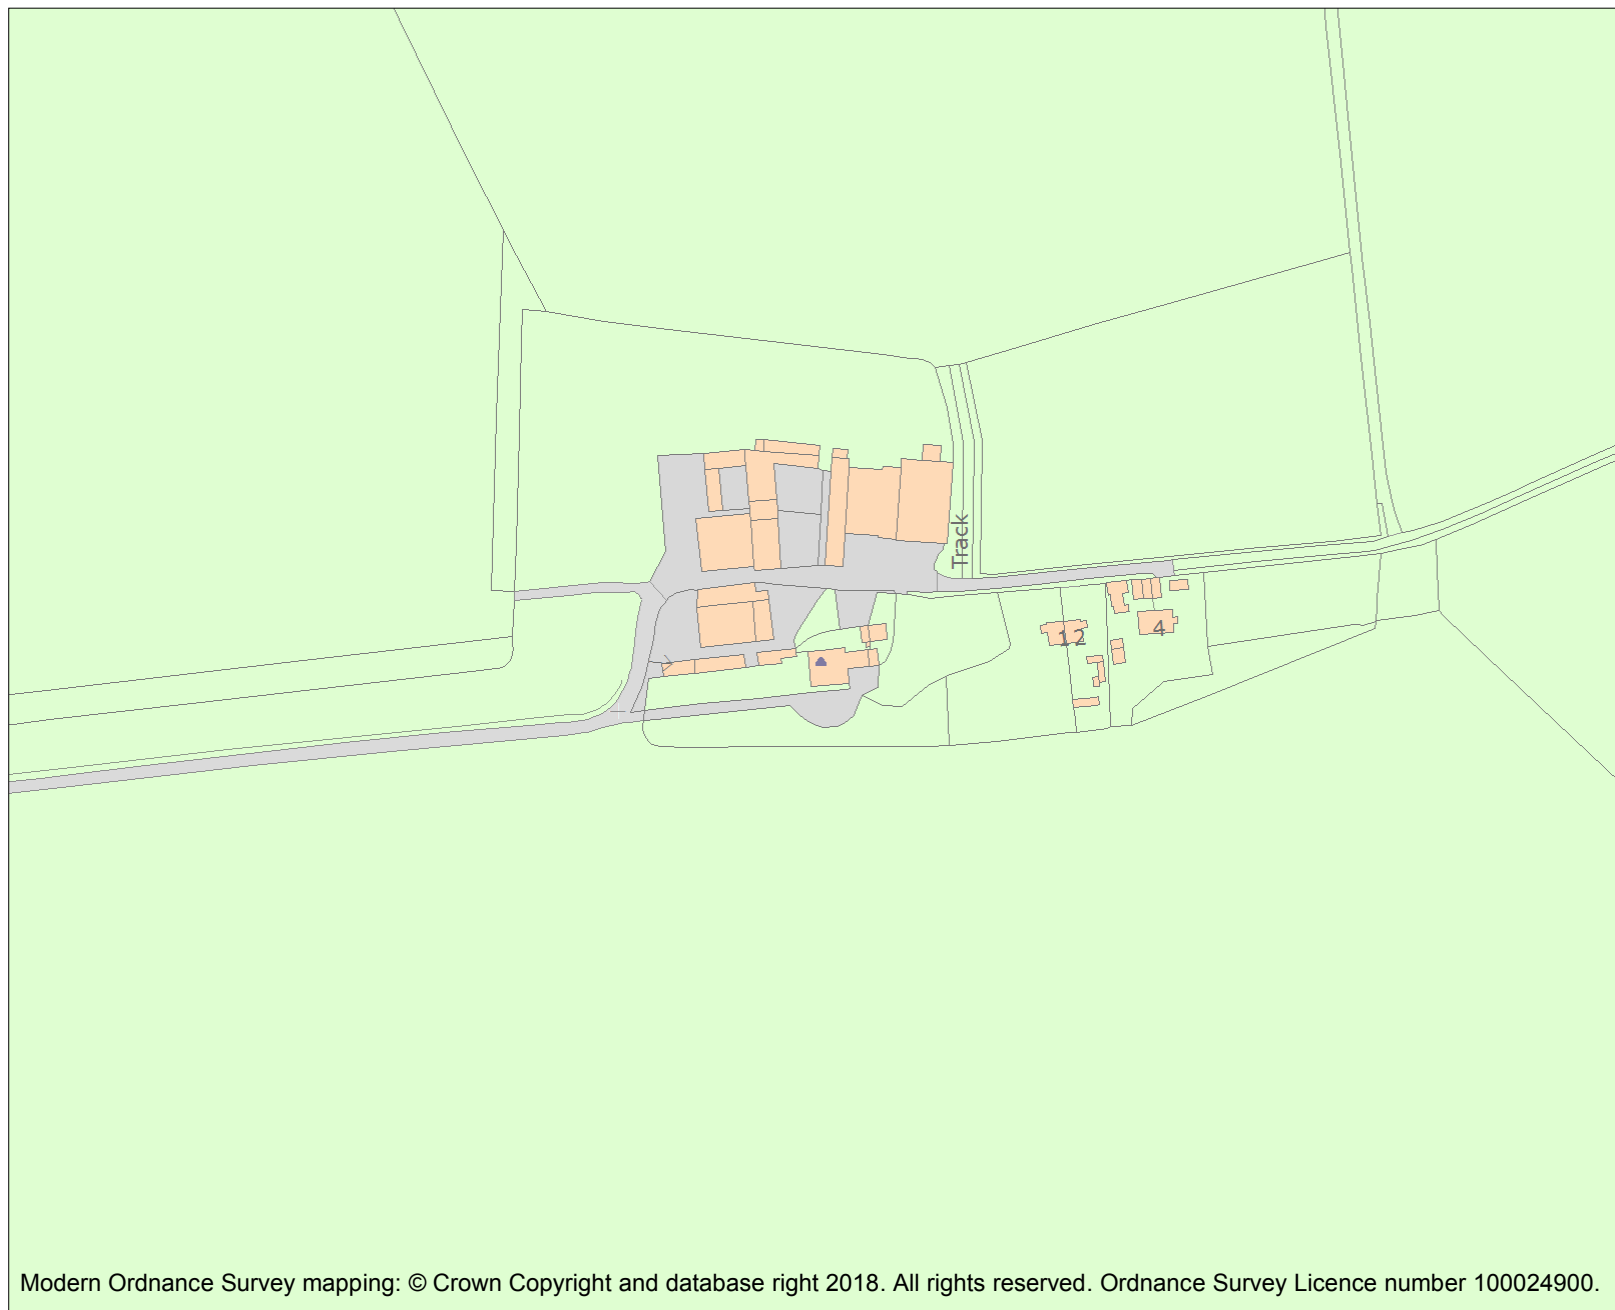 Track
1 2
4
Modern Ordnance Survey mapping: © Crown Copyright and database right 2018. All rights reserved. Ordnance Survey Licence number 100024900.